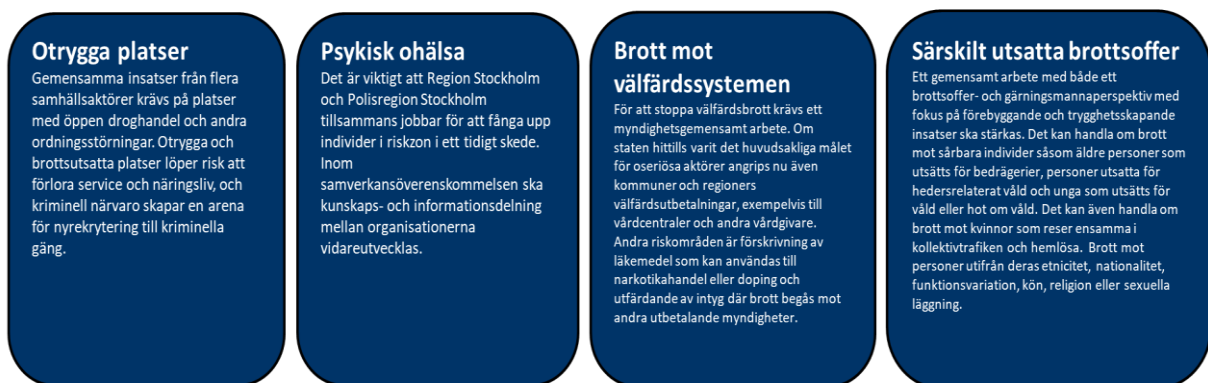 Otrygga platser
Gemensamma insatser från flera
samhällsaktörer krävs på platser
med öppen droghandel och andra
ordningsstörningar. Otrygga och
brottsutsatta platser löper risk att
förlora service och näringsliv, och
kriminell närvaro skapar en arena
för nyrekrytering till kriminella
gäng.
Psykisk ohälsa
Det är viktigt att Region Stockholm
och Polisregion Stockholm
tillsammans jobbar för att fånga upp
individer i riskzon i ett tidigt skede.
Inom
samverkansöverenskommelsen ska
kunskaps- och informationsdelning
mellan organisationerna
vidareutvecklas.
Brott mot
välfärdssystemen
För att stoppa välfärdsbrott krävs ett
myndighetsgemensamt arbete. Om
staten hittills varit det huvudsakliga målet
för oseriösa aktörer angrips nu även
kommuner och regioners
välfärdsutbetalningar, exempelvis till
vårdcentraler och andra vårdgivare.
Andra riskområden är förskrivning av
läkemedel som kan användas till
narkotikahandel eller doping och
utfärdande av intyg där brott begås mot
andra utbetalande myndigheter.
Särskilt utsatta brottsoffer
Ett gemensamt arbete med både ett
brottsoffer- och gärningsmannaperspektiv med
fokus på förebyggande och trygghetsskapande
insatser ska stärkas. Det kan handla om brott
mot sårbara individer såsom äldre personer som
utsätts för bedrägerier, personer utsatta för
hedersrelaterat våld och unga som utsätts för
våld eller hot om våld. Det kan även handla om
brott mot kvinnor som reser ensamma i
kollektivtrafiken och hemlösa. Brott mot
personer utifrån deras etnicitet, nationalitet,
funktionsvariation, kön, religion eller sexuella
läggning.